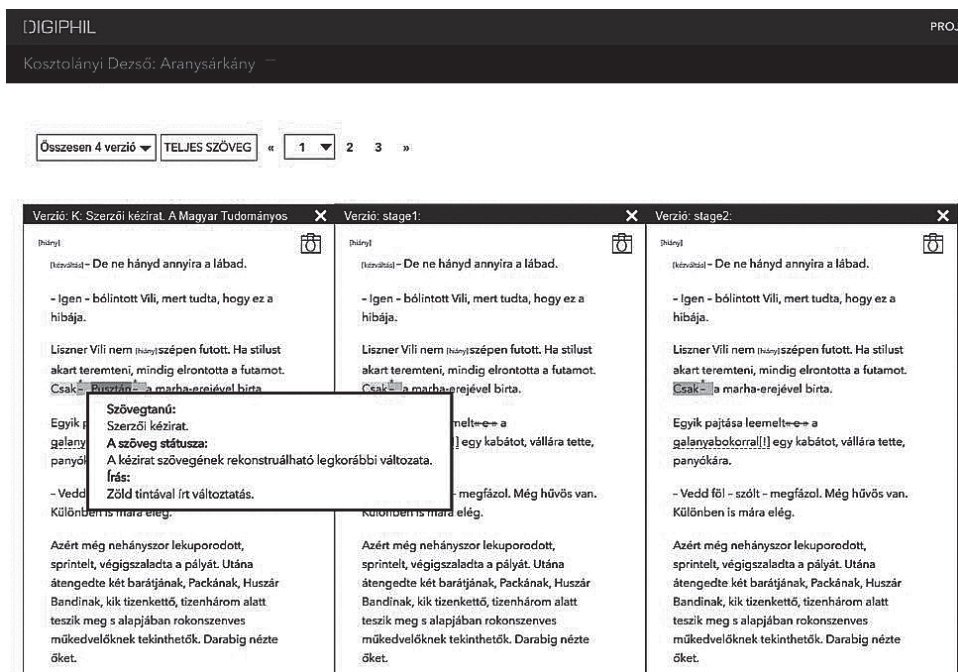 DIGIPHIL
PROJ
Kosztolányi Dezső: Aranysárkány
Összesen 4 verzió
TELJES SZÖVEG
« 1 2 3 »
Verzió: K: Szerzői kézirat. A Magyar Tudományos
[hiány]
[kézváltás] – De ne hányd annyira a lábad.
– Igen – bólintott Vili, mert tudta, hogy ez a
hibája.
Liszner Vili nem [hiány] szépen futott. Ha stilust
akart teremteni, mindig elrontotta a futamot.
Csak – Pusztán – a marha-erejével birta.
Egyik p
galany
panyók
– Vedd
Különben is mára elég.
Azért még nehányszor lekuporodott,
sprintelt, végigszaladta a pályát. Utána
átengedte két barátjának, Packának, Huszár
Bandinak, kik tizenkettő, tizenhárom alatt
teszik meg s alapjában rokonszenves
műkedvelőknek tekinthetők. Darabig nézte
őket.
Szövegtanú:
Szerzői kézirat.
A szöveg státusza:
A kézirat szövegének rekonstruálható legkorábbi változata.
Írás:
Zöld tintával írt változtatás.
Verzió: stage1:
[hiány]
[kézváltás] – De ne hányd annyira a lábad.
– Igen – bólintott Vili, mert tudta, hogy ez a
hibája.
Liszner Vili nem [hiány] szépen futott. Ha stilust
akart teremteni, mindig elrontotta a futamot.
Csak – a marha-erejével birta.
melt« e » a
!] egy kabátot, vállára tette,
– megfázol. Még hűvös van.
Különben is mára elég.
Azért még nehányszor lekuporodott,
sprintelt, végigszaladta a pályát. Utána
átengedte két barátjának, Packának, Huszár
Bandinak, kik tizenkettő, tizenhárom alatt
teszik meg s alapjában rokonszenves
műkedvelőknek tekinthetők. Darabig nézte
őket.
Verzió: stage2:
[hiány]
[kézváltás] – De ne hányd annyira a lábad.
– Igen – bólintott Vili, mert tudta, hogy ez a
hibája.
Liszner Vili nem [hiány] szépen futott. Ha stilust
akart teremteni, mindig elrontotta a futamot.
Csak – a marha-erejével birta.
Egyik pajtása leemelt« e » a
galanyabokorral[!] egy kabátot, vállára tette,
panyókára.
– Vedd föl – szólt – megfázol. Még hűvös van.
Különben is mára elég.
Azért még nehányszor lekuporodott,
sprintelt, végigszaladta a pályát. Utána
átengedte két barátjának, Packának, Huszár
Bandinak, kik tizenkettő, tizenhárom alatt
teszik meg s alapjában rokonszenves
műkedvelőknek tekinthetők. Darabig nézte
őket.